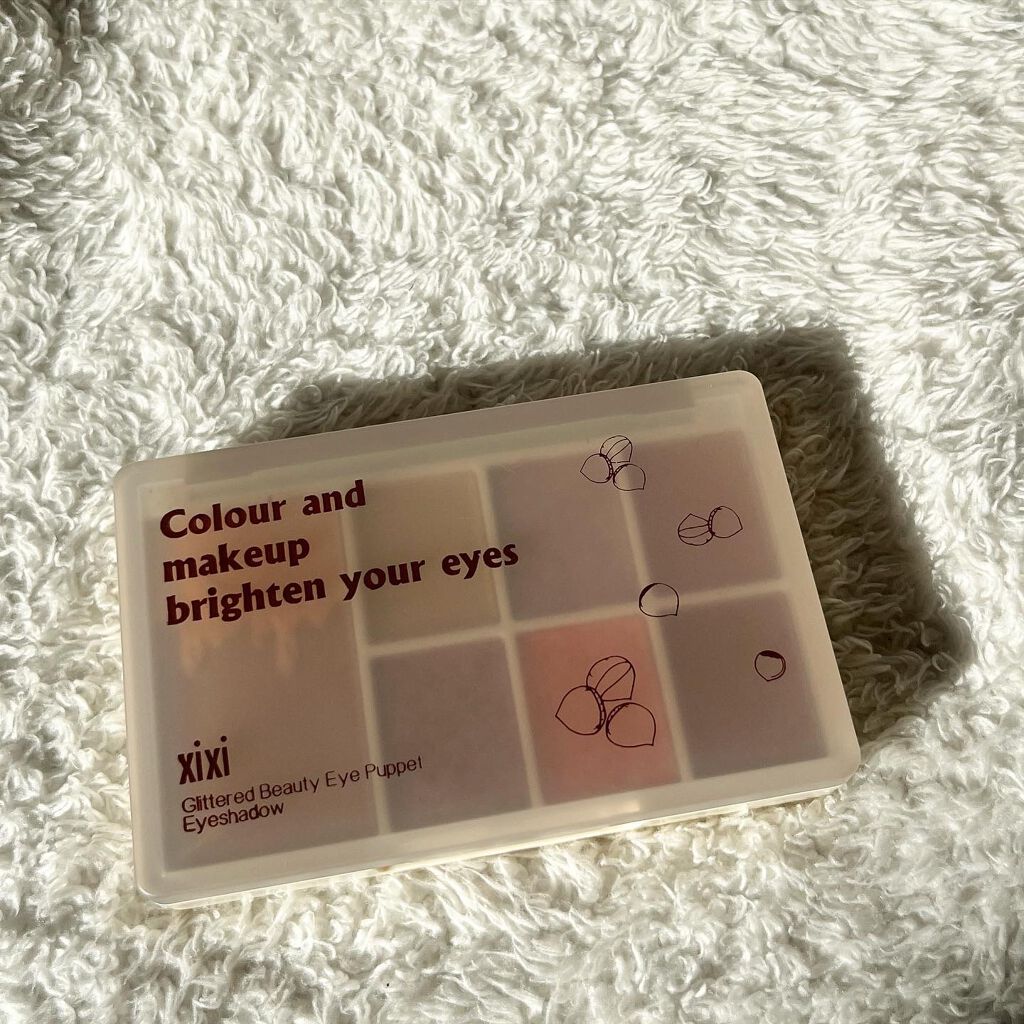 Colour and
makeup
brighten your eyes
xixi
Glittered Beauty Eye Puppet
Eyeshadow